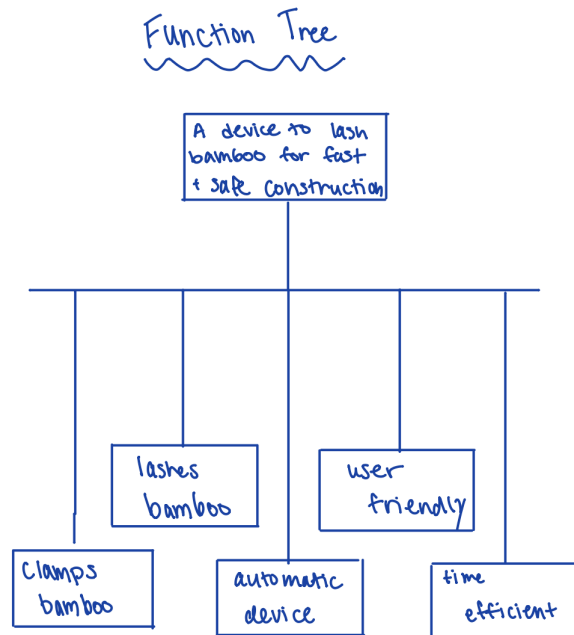 Function Tree
A device to lash
bamboo for fast
+ safe construction
lashes
bamboo
user
friendly
clamps
bamboo
automatic
device
time
efficient